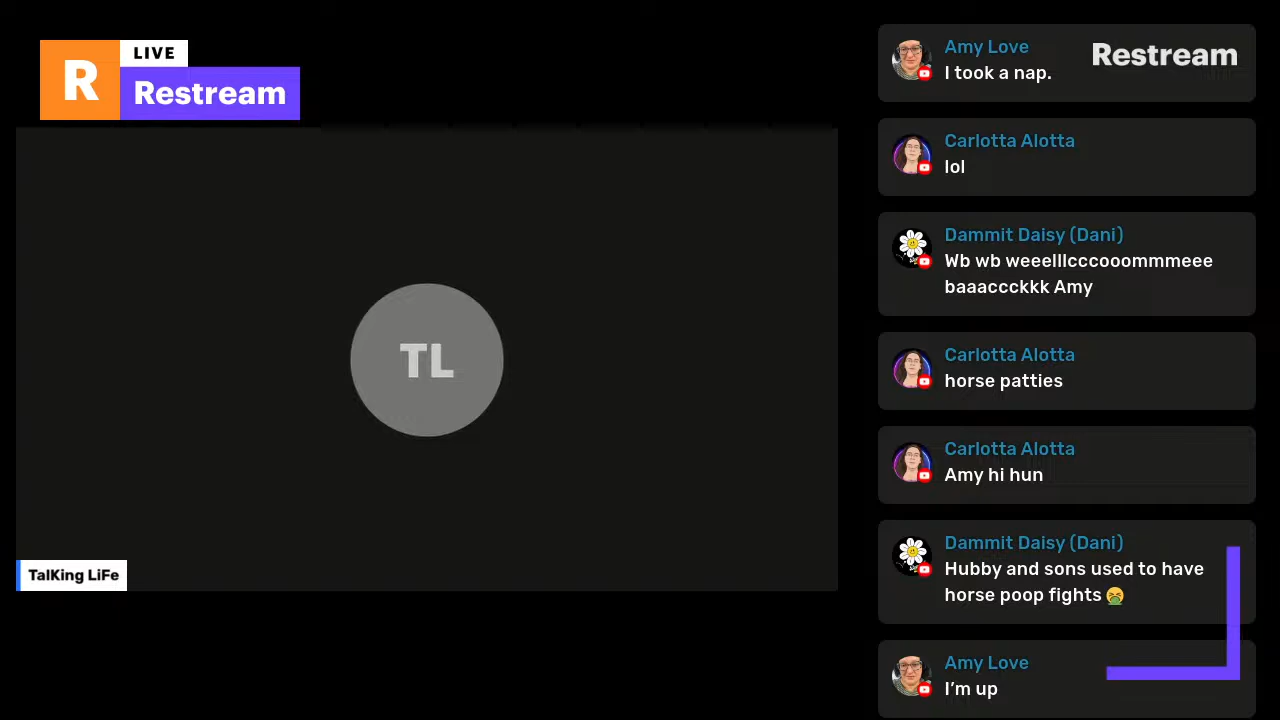 R
LIVE
Restream
TL
TalKing LiFe
Restream
Amy Love
I took a nap.
Carlotta Alotta
lol
Dammit Daisy (Dani)
Wb wb weeelllcccooommmeee
baaaccckkk Amy
Carlotta Alotta
horse patties
Carlotta Alotta
Amy hi hun
Dammit Daisy (Dani)
Hubby and sons used to have
horse poop fights 🤮
Amy Love
I’m up